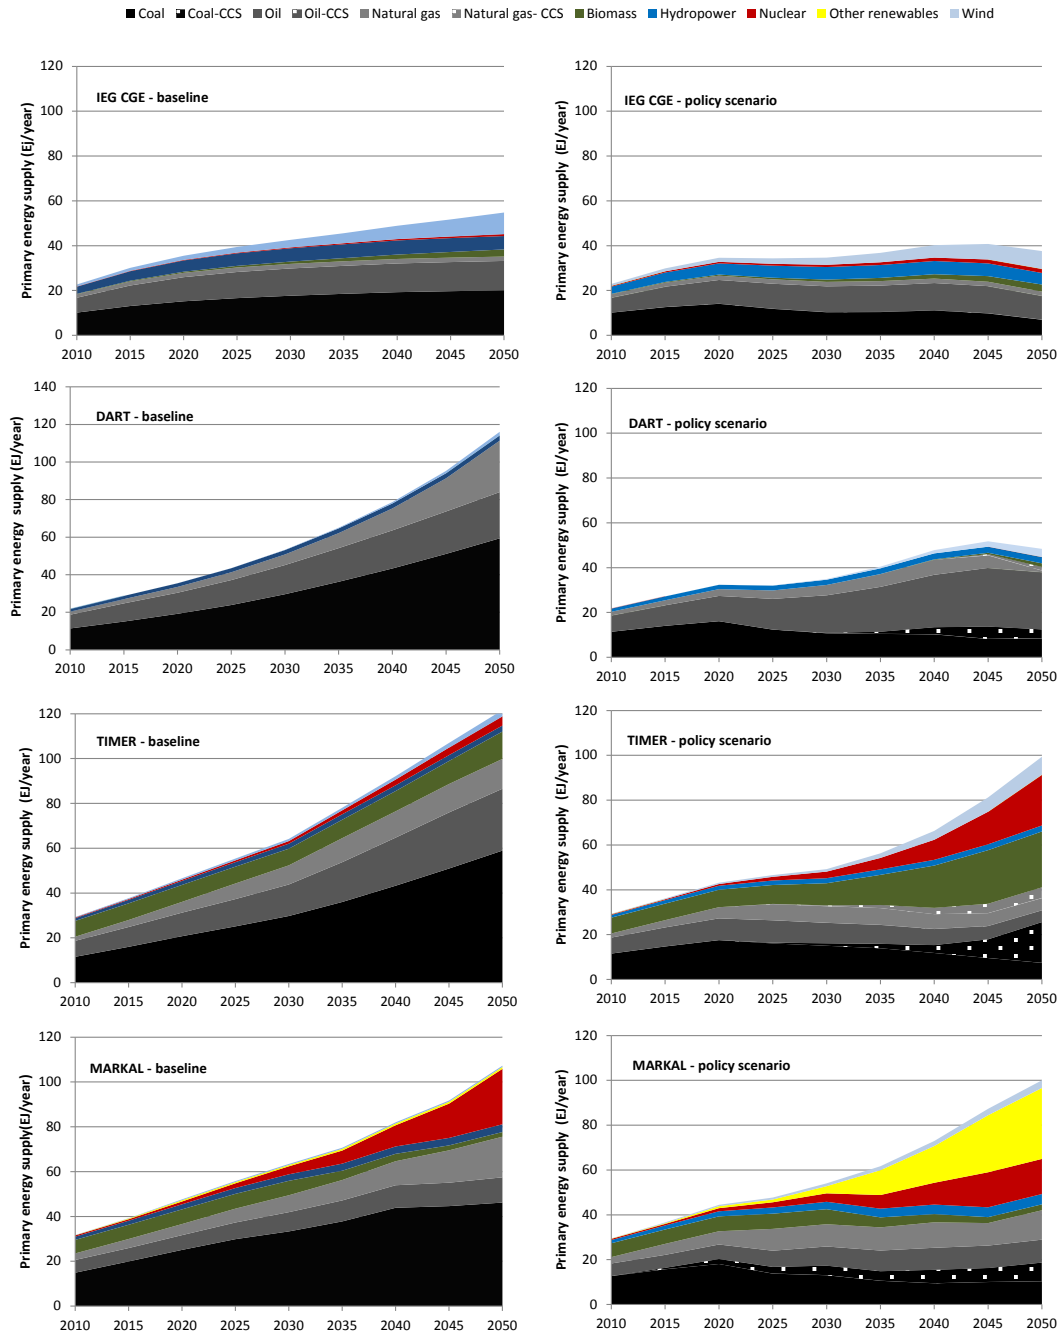 Coal Coal-CCS Oil Oil-CCS Natural gas Natural gas- CCS Biomass Hydropower Nuclear Other renewables Wind
IEG CGE - baseline
Primary energy supply (Ej/year)
120
100
80
60
40
20
0
2010 2015 2020 2025 2030 2035 2040 2045 2050
IEG CGE - policy scenario
Primary energy supply (EJ/year)
120
100
80
60
40
20
0
2010 2015 2020 2025 2030 2035 2040 2045 2050
DART - baseline
Primary energy supply (EJ/year)
140
120
100
80
60
40
20
0
2010 2015 2020 2025 2030 2035 2040 2045 2050
DART - policy scenario
Primary energy supply (EJ/year)
120
100
80
60
40
20
0
2010 2015 2020 2025 2030 2035 2040 2045 2050
TIMER - baseline
Primary energy supply (EJ/year)
120
100
80
60
40
20
0
2010 2015 2020 2025 2030 2035 2040 2045 2050
TIMER - policy scenario
Primary energy supply (EJ/year)
120
100
80
60
40
20
0
2010 2015 2020 2025 2030 2035 2040 2045 2050
MARKAL - baseline
Primary energy supply(EJ/year)
120
100
80
60
40
20
0
2010 2015 2020 2025 2030 2035 2040 2045 2050
MARKAL - policy scenario
Primary energy supply (EJ/year)
120
100
80
60
40
20
0
2010 2015 2020 2025 2030 2035 2040 2045 2050